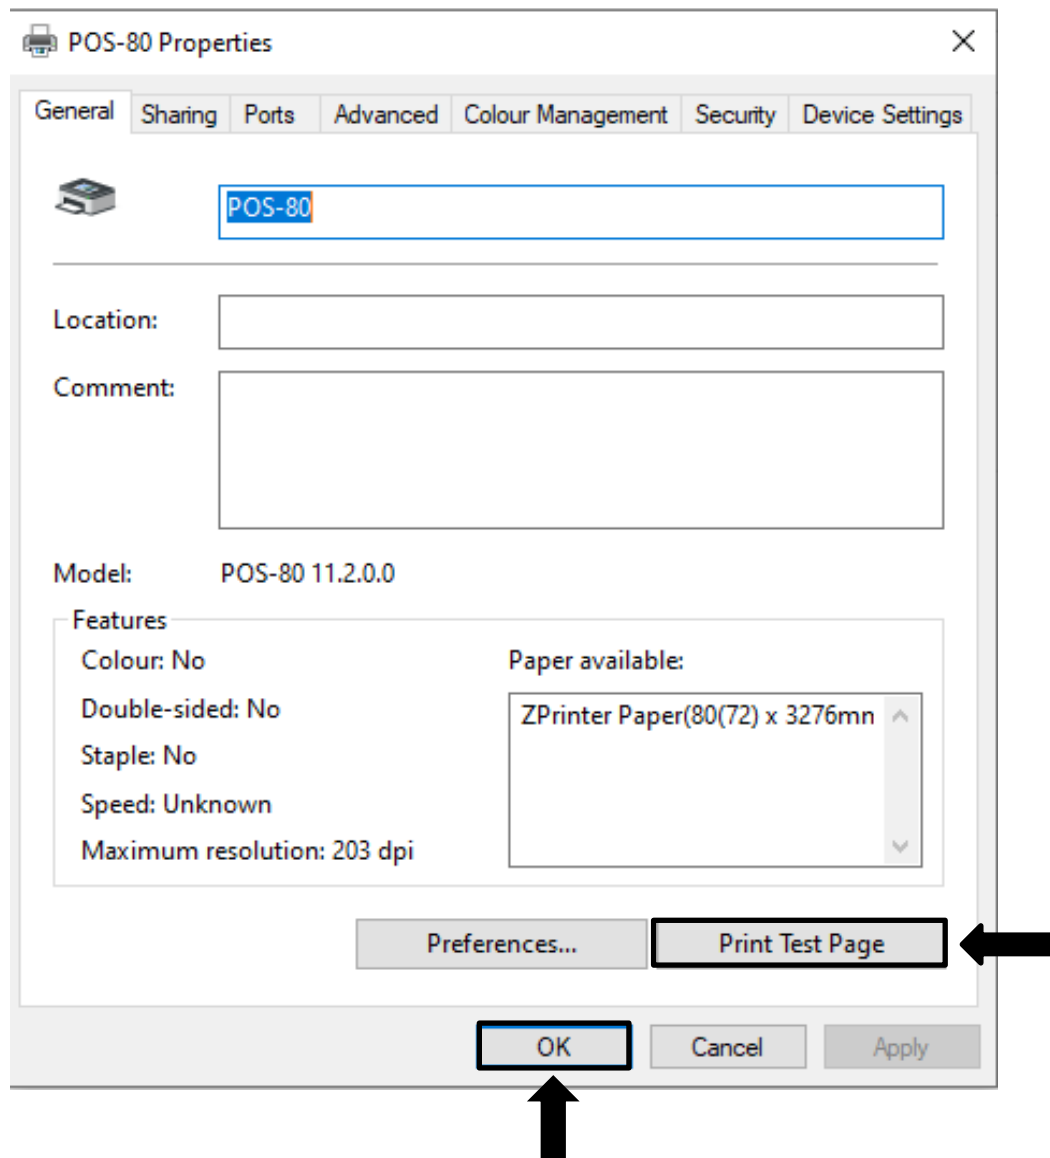 POS-80 Properties
General Sharing Ports Advanced Colour Management Security Device Settings
POS-80
Location:
Comment:
Model: POS-80 11.2.0.0
Features
Colour: No
Paper available:
Double-sided: No
ZPrinter Paper(80(72) x 3276mn
Staple: No
Speed: Unknown
Maximum resolution: 203 dpi
Preferences... Print Test Page
OK Cancel Apply